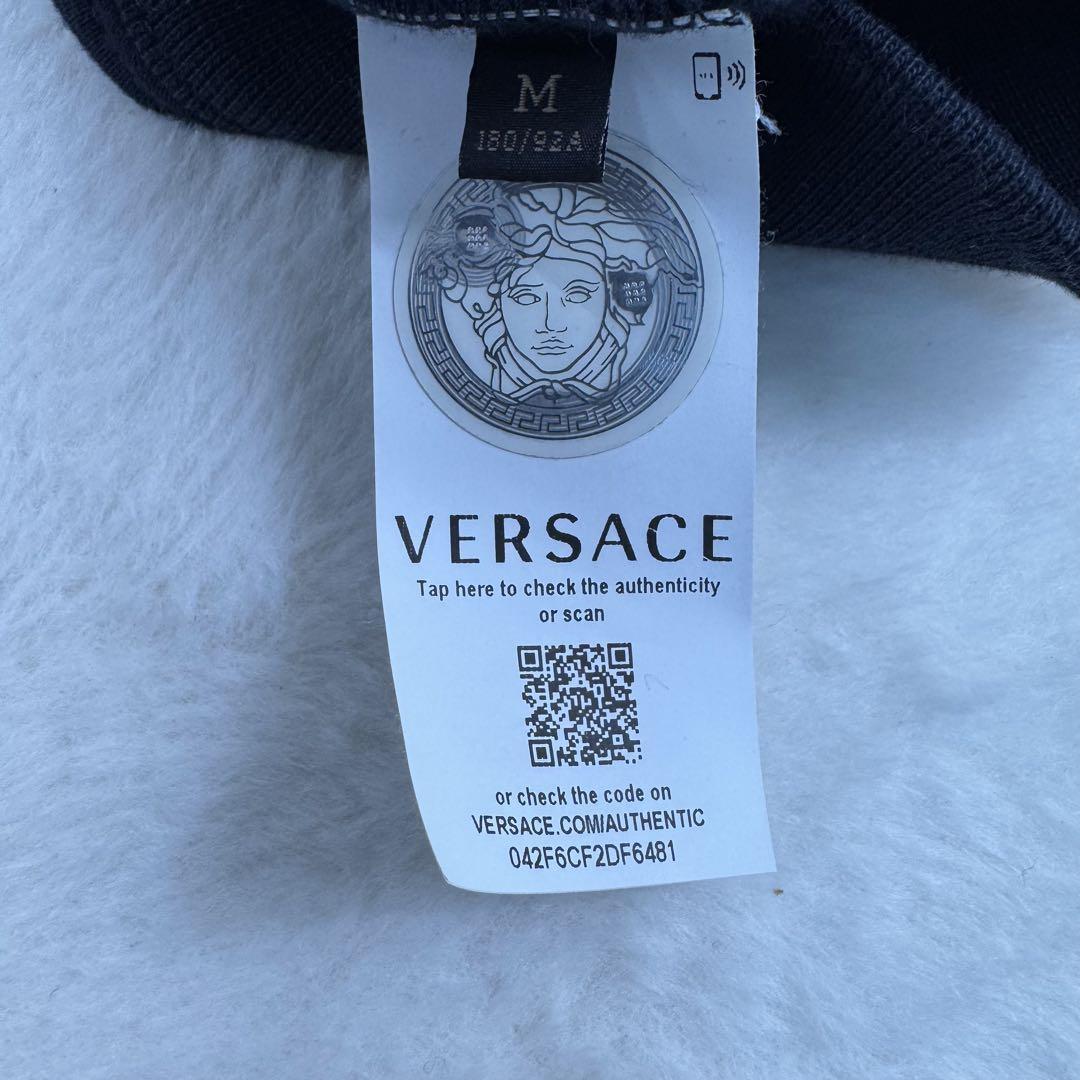 M
180/92A
VERSACE
Tap here to check the authenticity
or scan
or check the code on
VERSACE.COM/AUTHENTIC
042F6CF2DF6481